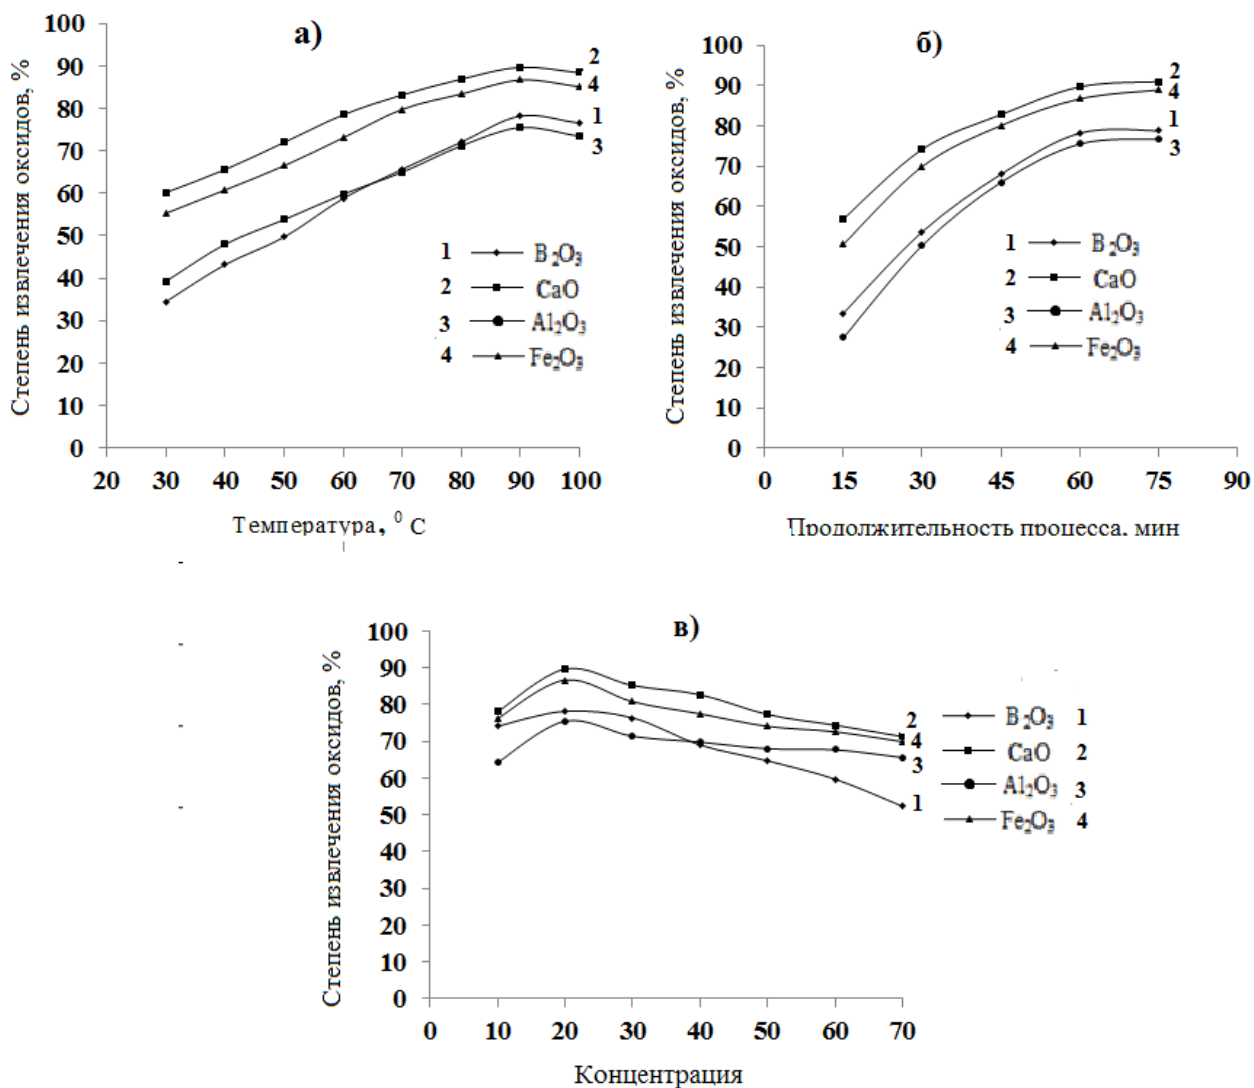 а)
Степень извлечения оксидов, %
100
90
80
70
60
50
40
30
20
10
0
20 30 40 50 60 70 80 90 100
Температура, ⁰ С
2
4
1
3
1 B₂O₃
2 CaO
3 Al₂O₃
4 Fe₂O₃
б)
Степень извлечения оксидов, %
100
90
80
70
60
50
40
30
20
10
0
0 15 30 45 60 75 90
Продолжительность процесса, мин
2
4
1
3
1 B₂O₃
2 CaO
3 Al₂O₃
4 Fe₂O₃
в)
Степень извлечения оксидов, %
100
90
80
70
60
50
40
30
20
10
0
0 10 20 30 40 50 60 70
Концентрация
2
4
3
1
B₂O₃ 1
CaO 2
Al₂O₃ 3
Fe₂O₃ 4